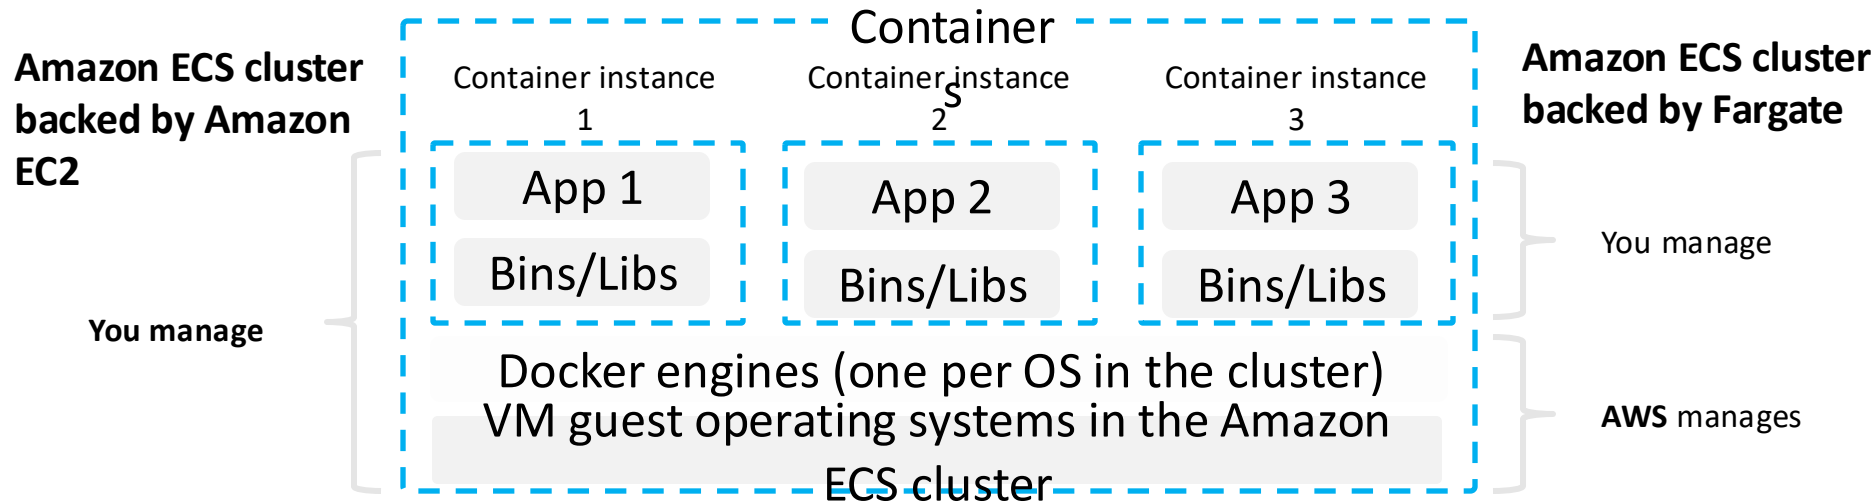 Amazon ECS cluster
backed by Amazon
EC2
You manage
Container
s
Container instance
1
Container instance
2
Container instance
3
App 1
Bins/Libs
App 2
Bins/Libs
App 3
Bins/Libs
Docker engines (one per OS in the cluster)
VM guest operating systems in the Amazon
ECS cluster
Amazon ECS cluster
backed by Fargate
You manage
AWS manages